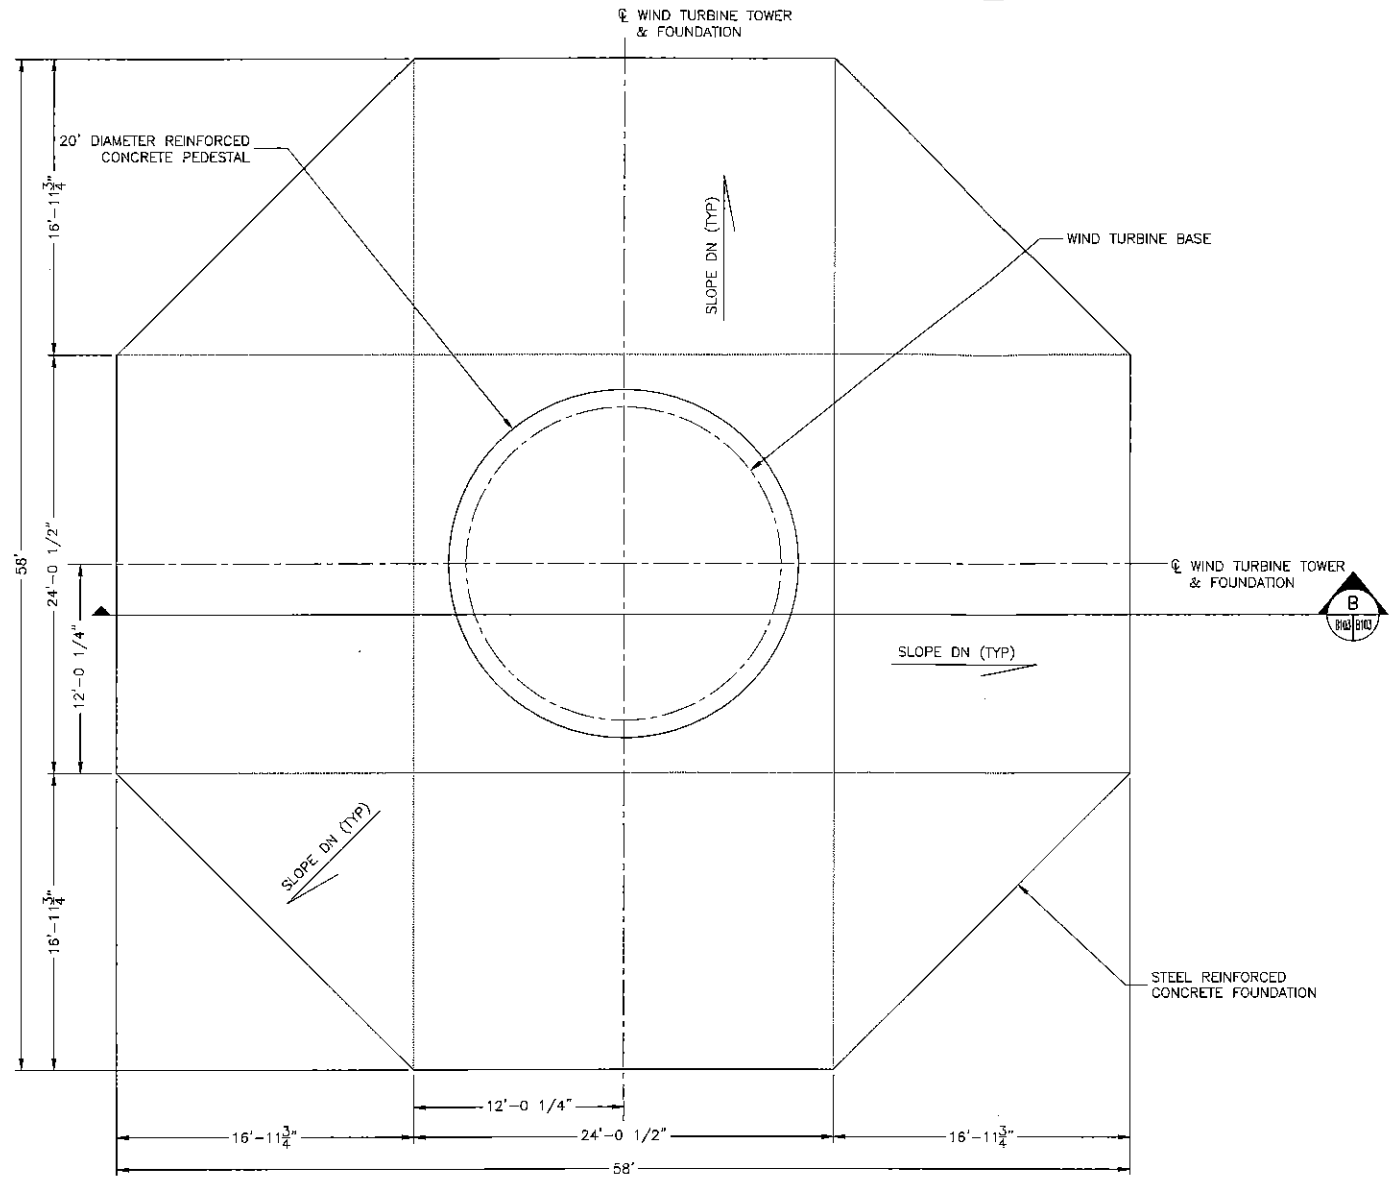 ℄ WIND TURBINE TOWER
& FOUNDATION
20' DIAMETER REINFORCED
CONCRETE PEDESTAL
16'-11 3/4"
SLOPE DN (TYP)
WIND TURBINE BASE
58'
24'-0 1/2"
12'-0 1/4"
℄ WIND TURBINE TOWER
& FOUNDATION
B
B103 B103
SLOPE DN (TYP)
SLOPE DN (TYP)
16'-11 3/4"
STEEL REINFORCED
CONCRETE FOUNDATION
12'-0 1/4"
16'-11 3/4"
24'-0 1/2"
16'-11 3/4"
58'